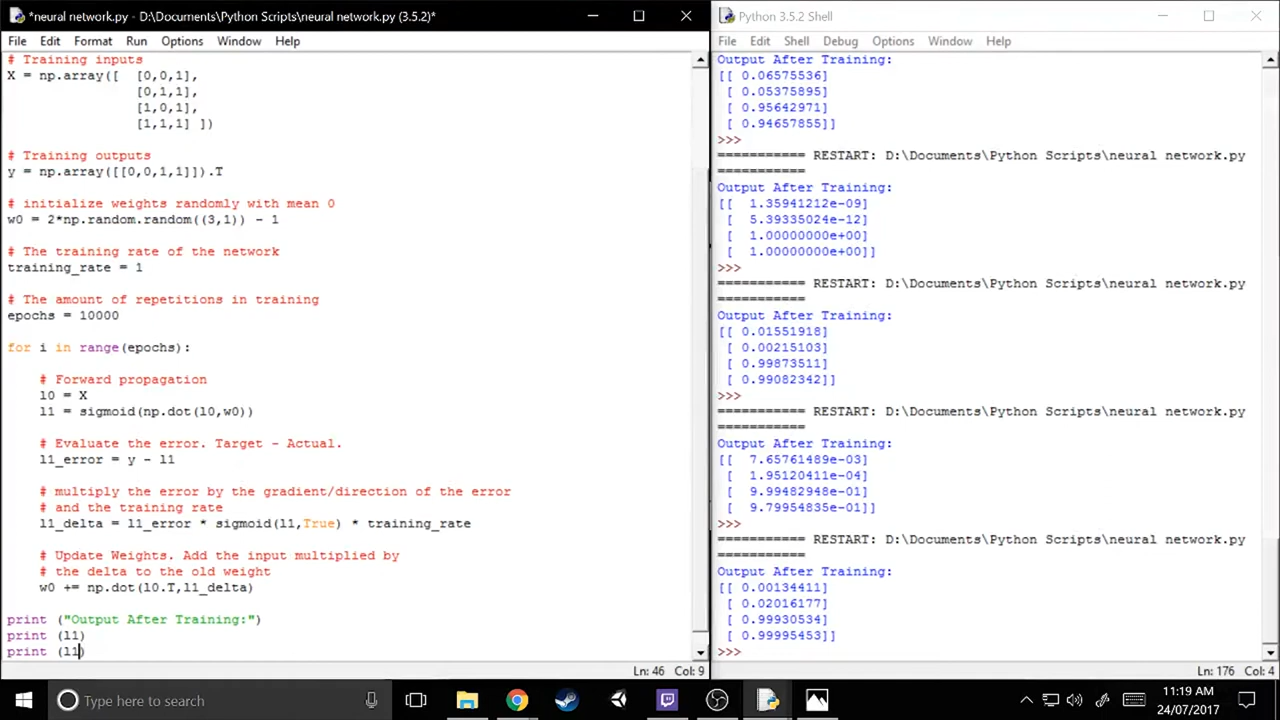 *neural network.py - D:\Documents\Python Scripts\neural network.py (3.5.2)*
File Edit Format Run Options Window Help
# Training inputs
X = np.array([  [0,0,1],
                [0,1,1],
                [1,0,1],
                [1,1,1] ])
# Training outputs
y = np.array([[0,0,1,1]]).T
# initialize weights randomly with mean 0
w0 = 2*np.random.random((3,1)) - 1
# The training rate of the network
training_rate = 1
# The amount of repetitions in training
epochs = 10000
for i in range(epochs):
    # Forward propagation
    l0 = X
    l1 = sigmoid(np.dot(l0,w0))
    # Evaluate the error. Target - Actual.
    l1_error = y - l1
    # multiply the error by the gradient/direction of the error
    # and the training rate
    l1_delta = l1_error * sigmoid(l1,True) * training_rate
    # Update Weights. Add the input multiplied by
    # the delta to the old weight
    w0 += np.dot(l0.T,l1_delta)
print ("Output After Training:")
print (l1)
print (l1)
Ln: 46 Col: 9
Python 3.5.2 Shell
File Edit Shell Debug Options Window Help
Output After Training:
[[ 0.06575536]
 [ 0.05375895]
 [ 0.95642971]
 [ 0.94657855]]
>>>
=========== RESTART: D:\Documents\Python Scripts\neural network.py
===========
Output After Training:
[[  1.35941212e-09]
 [  5.39335024e-12]
 [  1.00000000e+00]
 [  1.00000000e+00]]
>>>
=========== RESTART: D:\Documents\Python Scripts\neural network.py
===========
Output After Training:
[[ 0.01551918]
 [ 0.00215103]
 [ 0.99873511]
 [ 0.99082342]]
>>>
=========== RESTART: D:\Documents\Python Scripts\neural network.py
===========
Output After Training:
[[  7.65761489e-03]
 [  1.95120411e-04]
 [  9.99482948e-01]
 [  9.79954835e-01]]
>>>
=========== RESTART: D:\Documents\Python Scripts\neural network.py
===========
Output After Training:
[[ 0.00134411]
 [ 0.02016177]
 [ 0.99930534]
 [ 0.99995453]]
>>>
Ln: 176 Col: 4
Type here to search
11:19 AM
24/07/2017